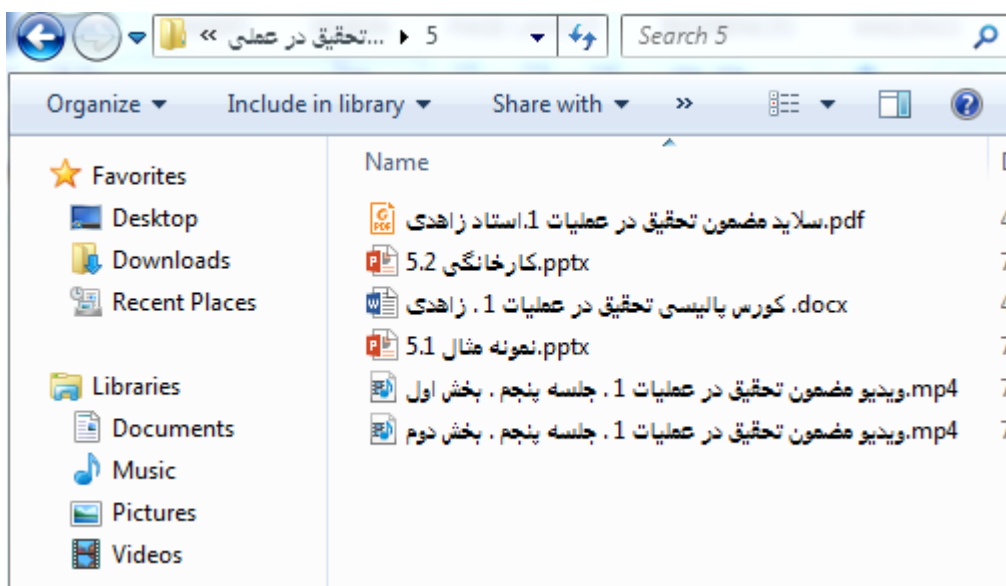 « تحقیق در عملی... ▸ 5
Search 5
Organize Include in library Share with »
Name
Favorites
Desktop
Downloads
Recent Places
Libraries
Documents
Music
Pictures
Videos
سلاید مضمون تحقیق در عملیات 1.استاد زاهدی.pdf
کارخانگی 5.2.pptx
کورس پالیسی تحقیق در عملیات 1 . زاهدی .docx
نمونه مثال 5.1.pptx
ویدیو مضمون تحقیق در عملیات 1 . جلسه پنجم . بخش اول.mp4
ویدیو مضمون تحقیق در عملیات 1 . جلسه پنجم . بخش دوم.mp4